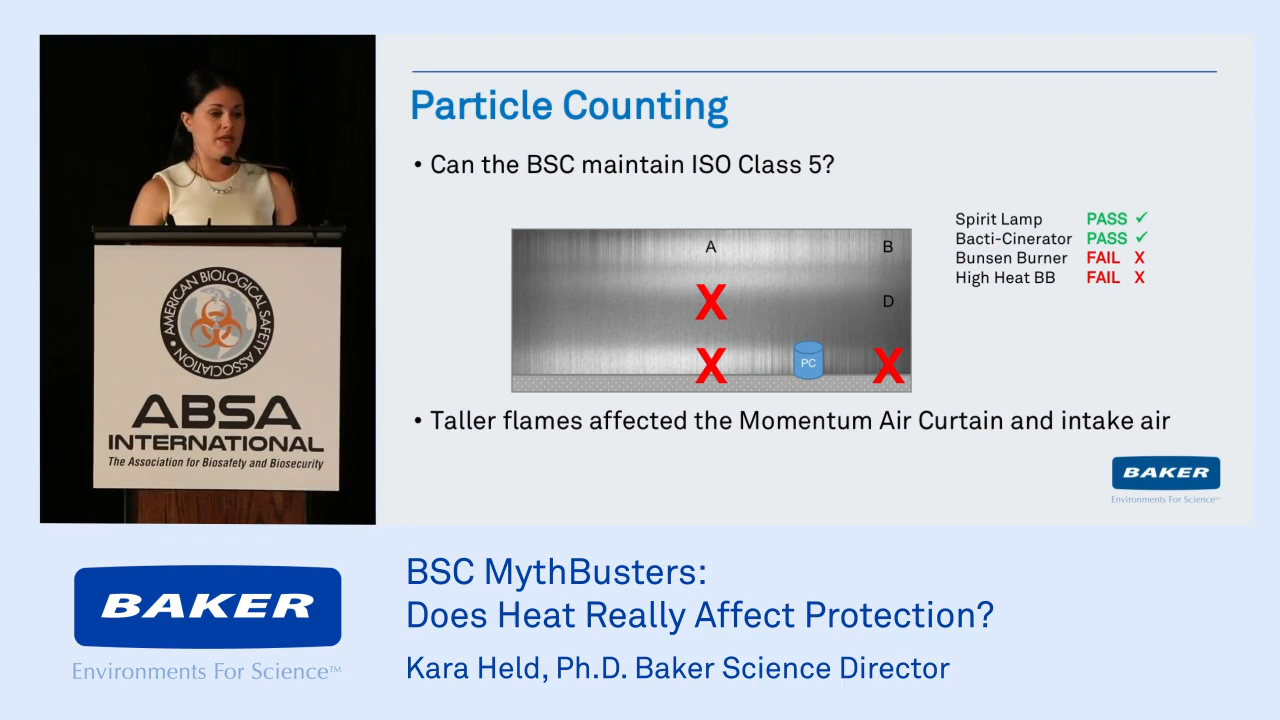 AMERICAN BIOLOGICAL SAFETY ASSOCIATION
ABSA
INTERNATIONAL
The Association for Biosafety and Biosecurity
Particle Counting
• Can the BSC maintain ISO Class 5?
Spirit Lamp PASS ✓
Bacti-Cinerator PASS ✓
Bunsen Burner FAIL X
High Heat BB FAIL X
A B
X D
X PC X
• Taller flames affected the Momentum Air Curtain and intake air
BAKER
Environments For Science™
BAKER
Environments For Science™
BSC MythBusters:
Does Heat Really Affect Protection?
Kara Held, Ph.D. Baker Science Director